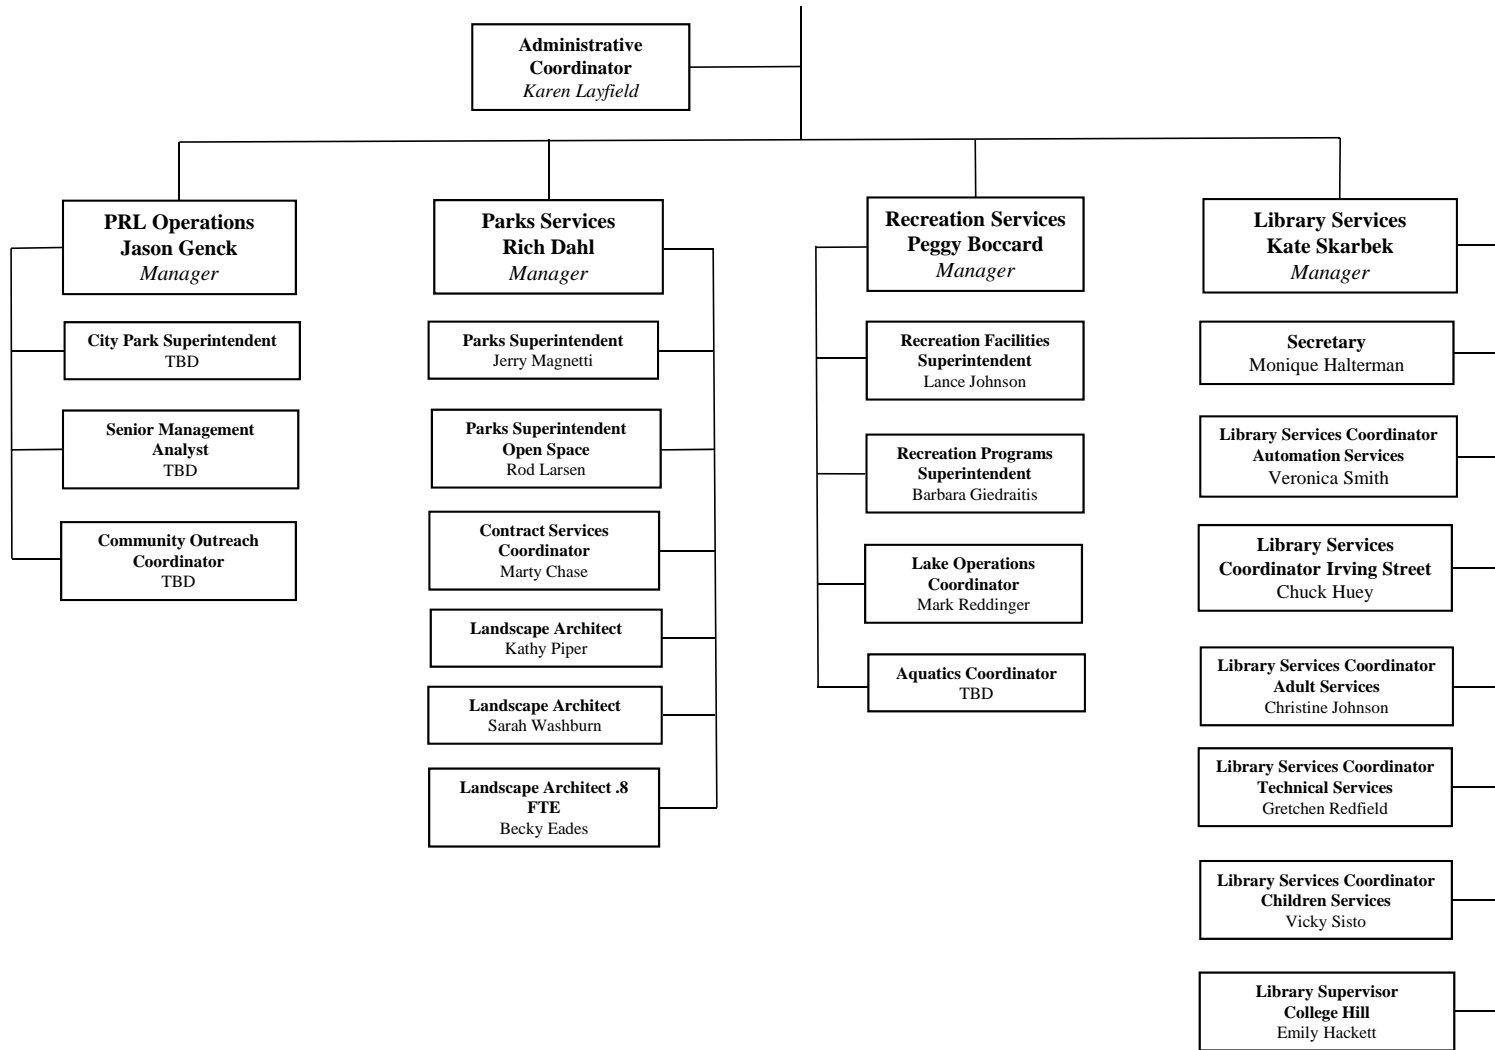 Administrative
Coordinator
Karen Layfield
PRL Operations
Jason Genck
Manager
City Park Superintendent
TBD
Senior Management
Analyst
TBD
Community Outreach
Coordinator
TBD
Parks Services
Rich Dahl
Manager
Parks Superintendent
Jerry Magnetti
Parks Superintendent
Open Space
Rod Larsen
Contract Services
Coordinator
Marty Chase
Landscape Architect
Kathy Piper
Landscape Architect
Sarah Washburn
Landscape Architect .8
FTE
Becky Eades
Recreation Services
Peggy Boccard
Manager
Recreation Facilities
Superintendent
Lance Johnson
Recreation Programs
Superintendent
Barbara Giedraitis
Lake Operations
Coordinator
Mark Reddinger
Aquatics Coordinator
TBD
Library Services
Kate Skarbek
Manager
Secretary
Monique Halterman
Library Services Coordinator
Automation Services
Veronica Smith
Library Services
Coordinator Irving Street
Chuck Huey
Library Services Coordinator
Adult Services
Christine Johnson
Library Services Coordinator
Technical Services
Gretchen Redfield
Library Services Coordinator
Children Services
Vicky Sisto
Library Supervisor
College Hill
Emily Hackett